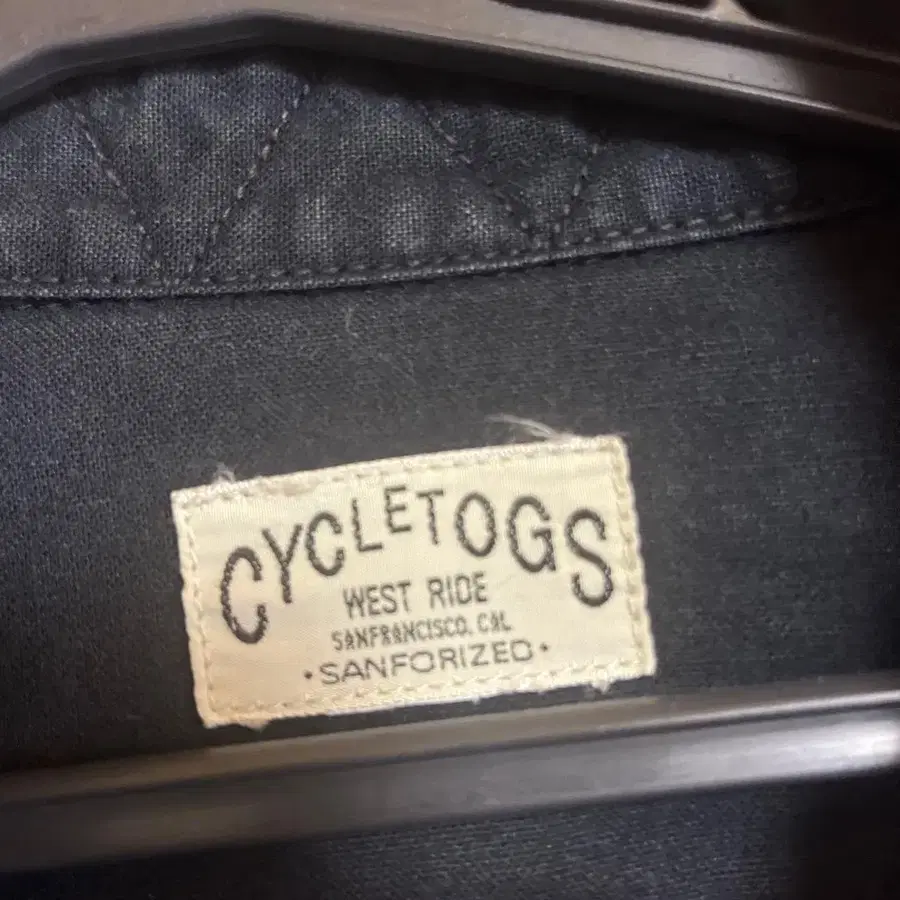 CYCLETOGS
WEST RIDE
SANFRANCISCO. CAL
• SANFORIZED •